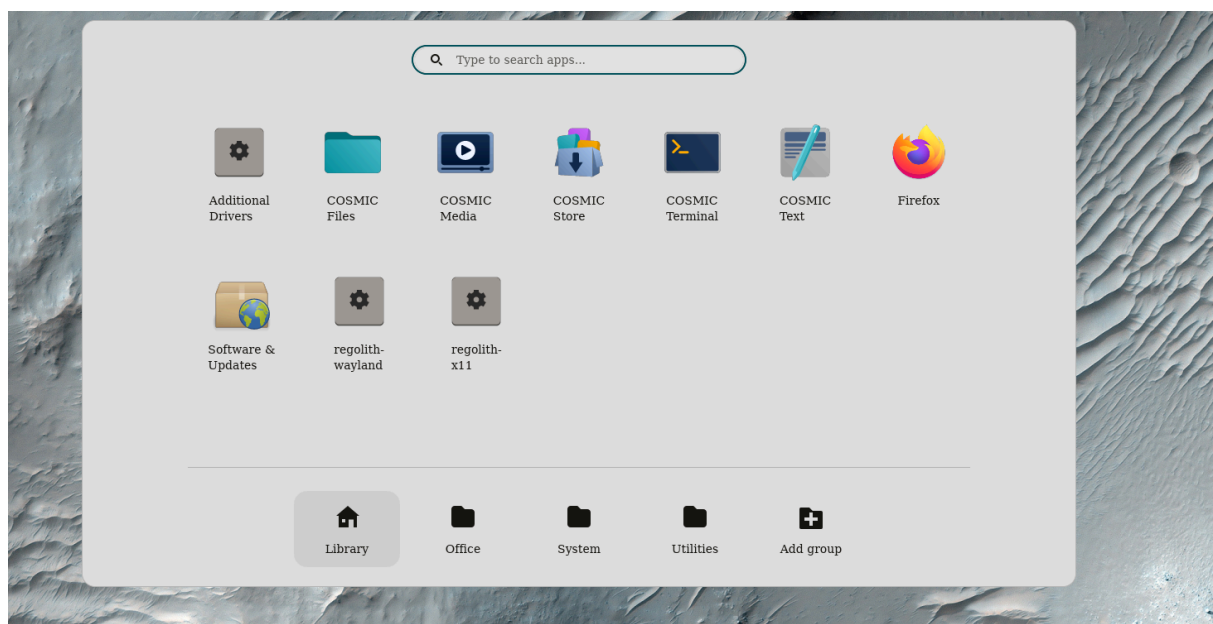 Type to search apps...
Additional
Drivers
COSMIC
Files
COSMIC
Media
COSMIC
Store
COSMIC
Terminal
COSMIC
Text
Firefox
Software &
Updates
regolith-
wayland
regolith-
x11
Library
Office
System
Utilities
Add group